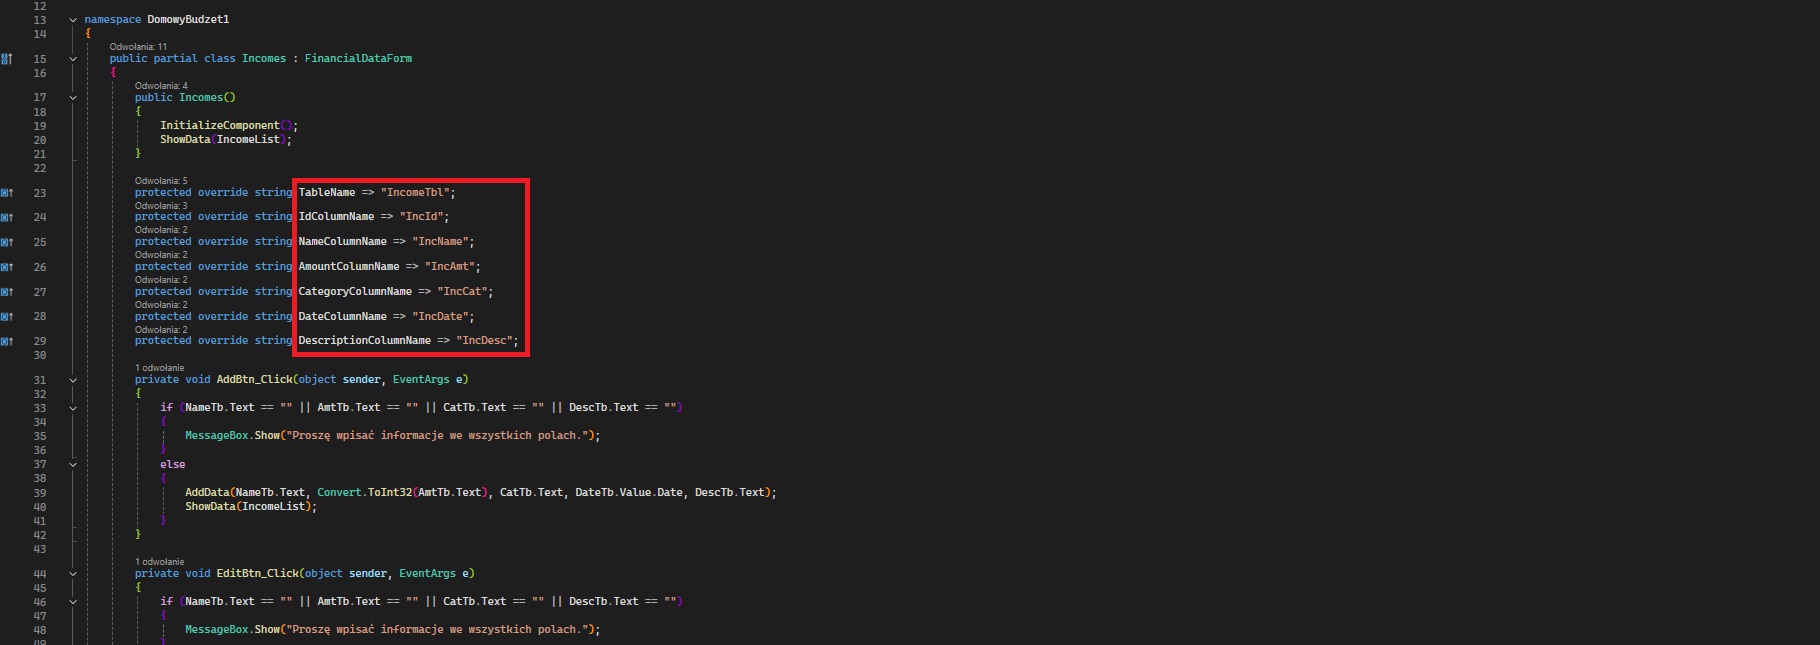 12
13 namespace DomowyBudzet1
14 {
Odwołania: 11
15 public partial class Incomes : FinancialDataForm
16 {
Odwołania: 4
17 public Incomes()
18 {
19 InitializeComponent();
20 ShowData(IncomeList);
21 }
22
Odwołania: 5
23 protected override string TableName => "IncomeTbl";
Odwołania: 3
24 protected override string IdColumnName => "IncId";
Odwołania: 2
25 protected override string NameColumnName => "IncName";
Odwołania: 2
26 protected override string AmountColumnName => "IncAmt";
Odwołania: 2
27 protected override string CategoryColumnName => "IncCat";
Odwołania: 2
28 protected override string DateColumnName => "IncDate";
Odwołania: 2
29 protected override string DescriptionColumnName => "IncDesc";
30
1 odwołanie
31 private void AddBtn_Click(object sender, EventArgs e)
32 {
33 if (NameTb.Text == "" || AmtTb.Text == "" || CatTb.Text == "" || DescTb.Text == "")
34 {
35 MessageBox.Show("Proszę wpisać informacje we wszystkich polach.");
36 }
37 else
38 {
39 AddData(NameTb.Text, Convert.ToInt32(AmtTb.Text), CatTb.Text, DateTb.Value.Date, DescTb.Text);
40 ShowData(IncomeList);
41 }
42 }
43
1 odwołanie
44 private void EditBtn_Click(object sender, EventArgs e)
45 {
46 if (NameTb.Text == "" || AmtTb.Text == "" || CatTb.Text == "" || DescTb.Text == "")
47 {
48 MessageBox.Show("Proszę wpisać informacje we wszystkich polach.");
49 }